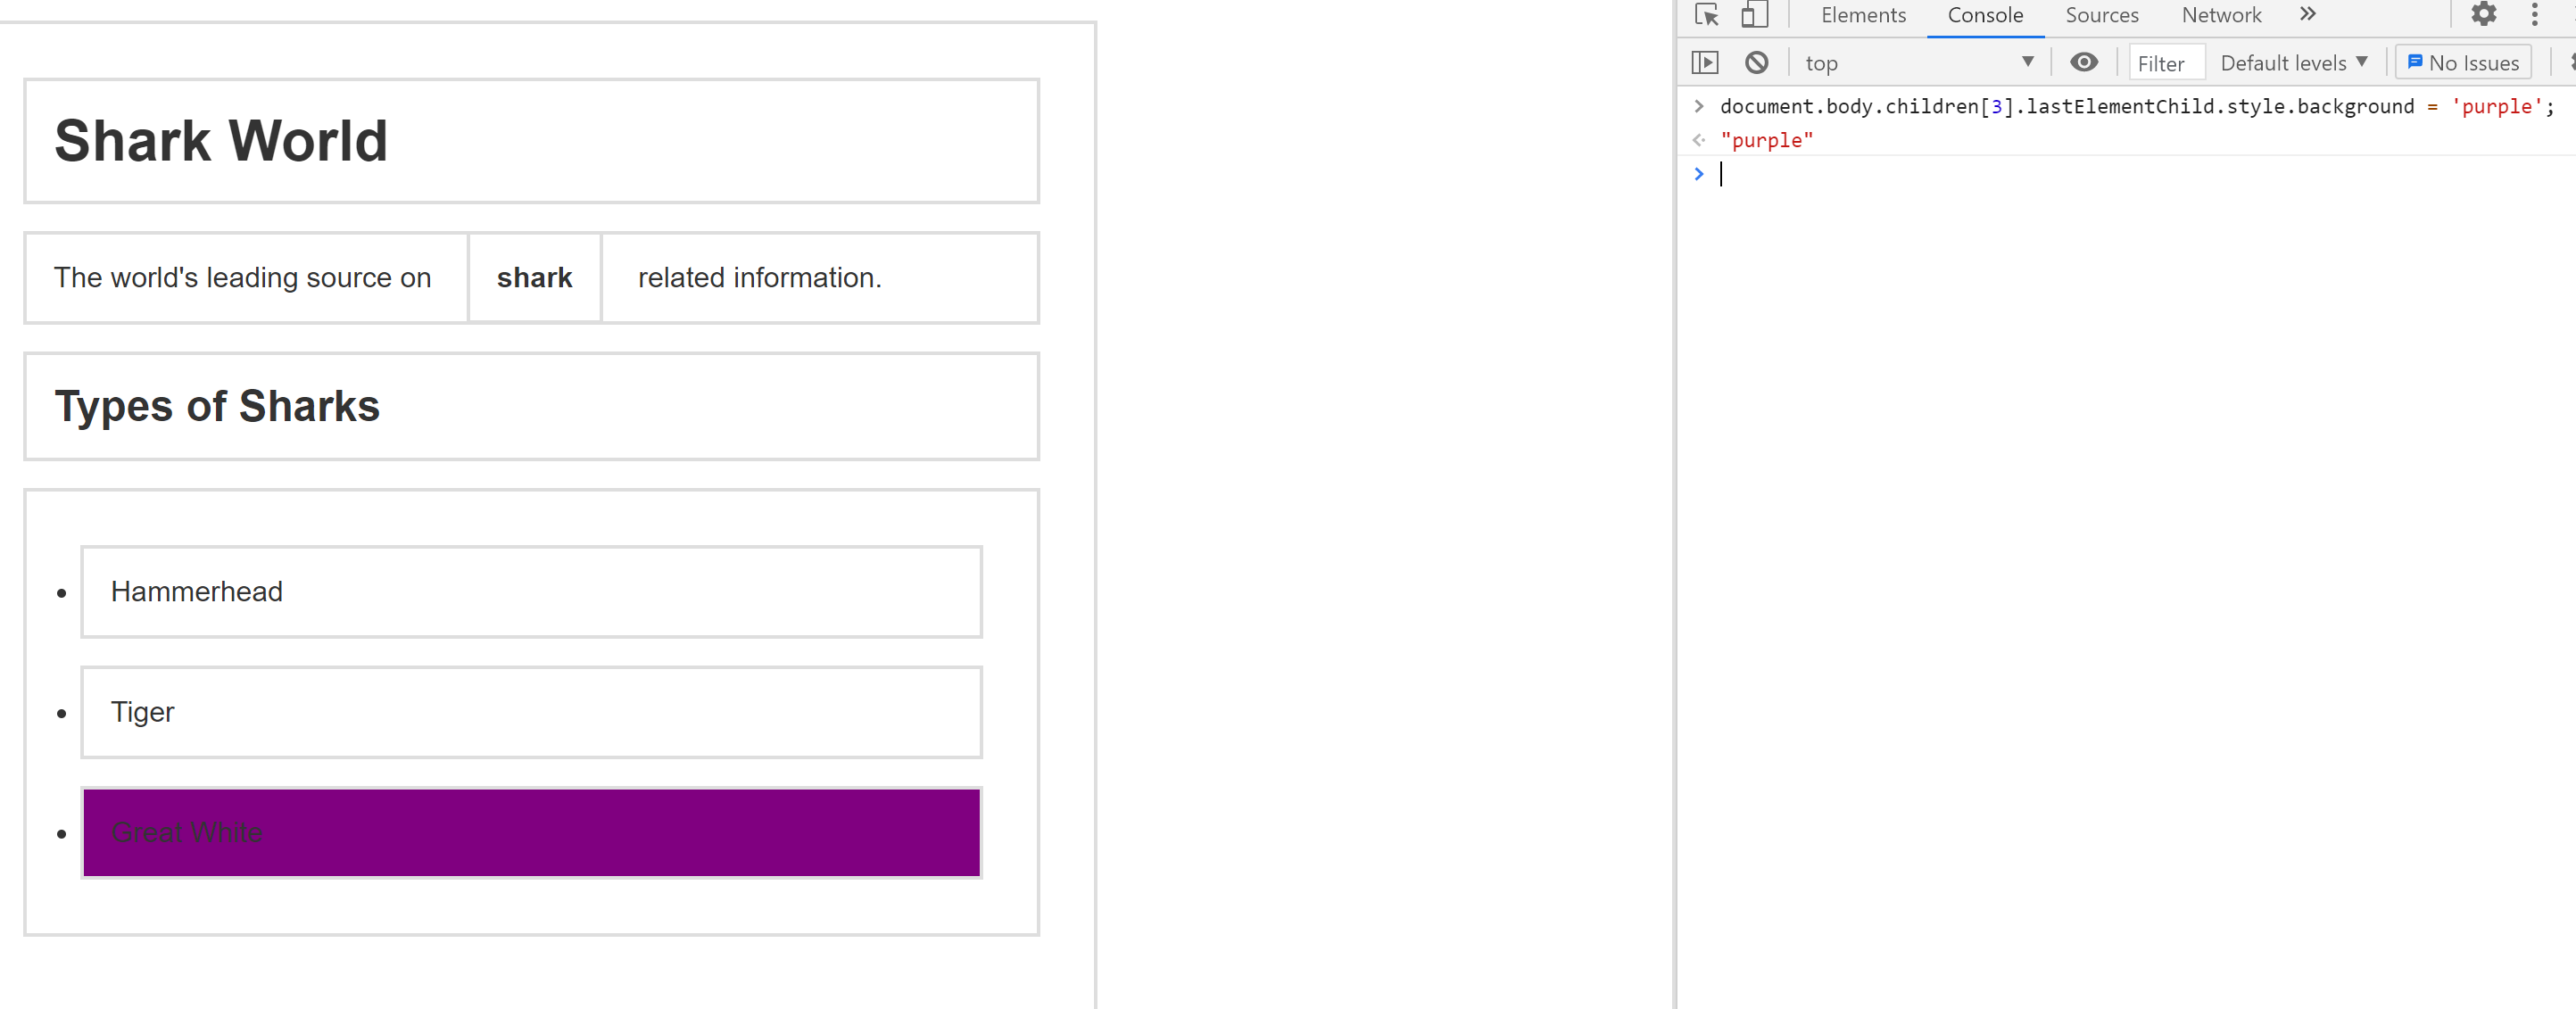 Shark World
The world's leading source on shark related information.
Types of Sharks
Hammerhead
Tiger
Great White
Elements Console Sources Network »
top Filter Default levels No Issues
> document.body.children[3].lastElementChild.style.background = 'purple';
"purple"
>